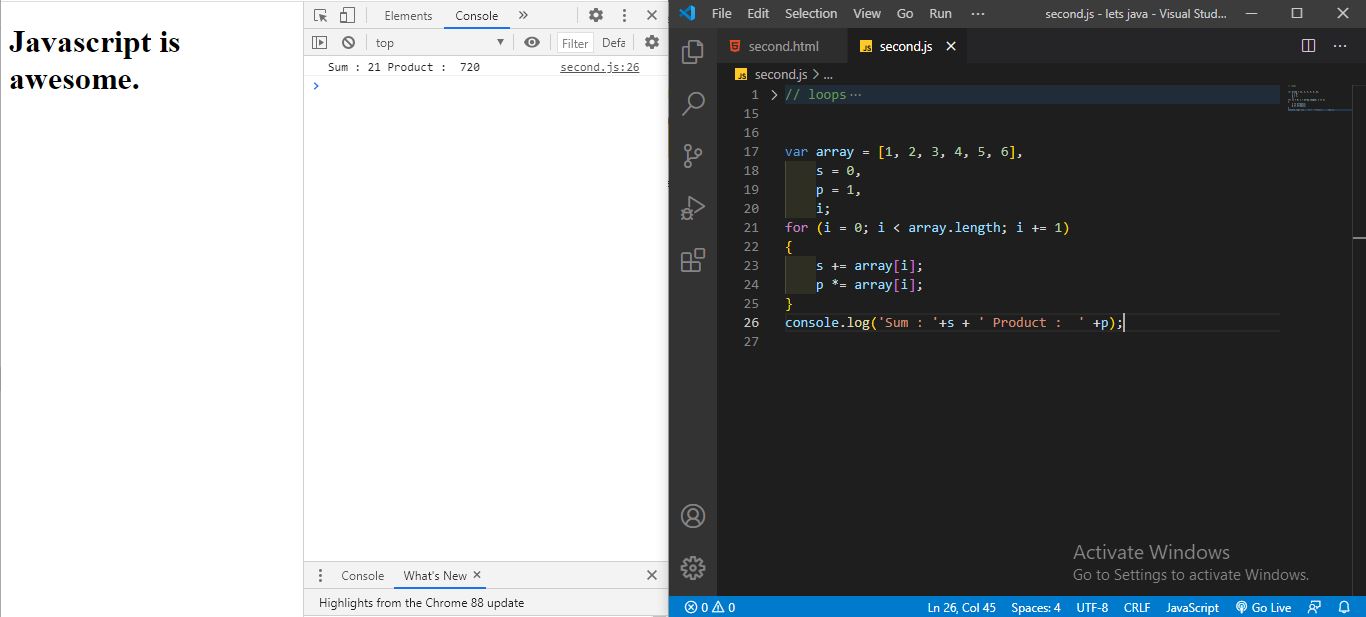 Javascript is
awesome.
Elements Console »
top Filter Defa
Sum : 21 Product :  720 second.js:26
Console What's New
Highlights from the Chrome 88 update
File Edit Selection View Go Run ··· second.js - lets java - Visual Stud...
second.html second.js
second.js > ...
1 // loops ···
15
16
17 var array = [1, 2, 3, 4, 5, 6],
18 s = 0,
19 p = 1,
20 i;
21 for (i = 0; i < array.length; i += 1)
22 {
23 s += array[i];
24 p *= array[i];
25 }
26 console.log('Sum : '+s + ' Product :  ' +p);
27
Activate Windows
Go to Settings to activate Windows.
0 0 Ln 26, Col 45 Spaces: 4 UTF-8 CRLF JavaScript Go Live